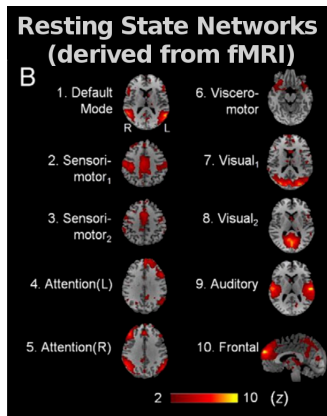 Resting State Networks
(derived from fMRI)
B
1. Default
Mode
R
L
2. Sensori-
motor1
3. Sensori-
motor2
4. Attention(L)
5. Attention(R)
6. Viscero-
motor
7. Visual1
8. Visual2
9. Auditory
10. Frontal
2
10 (z)